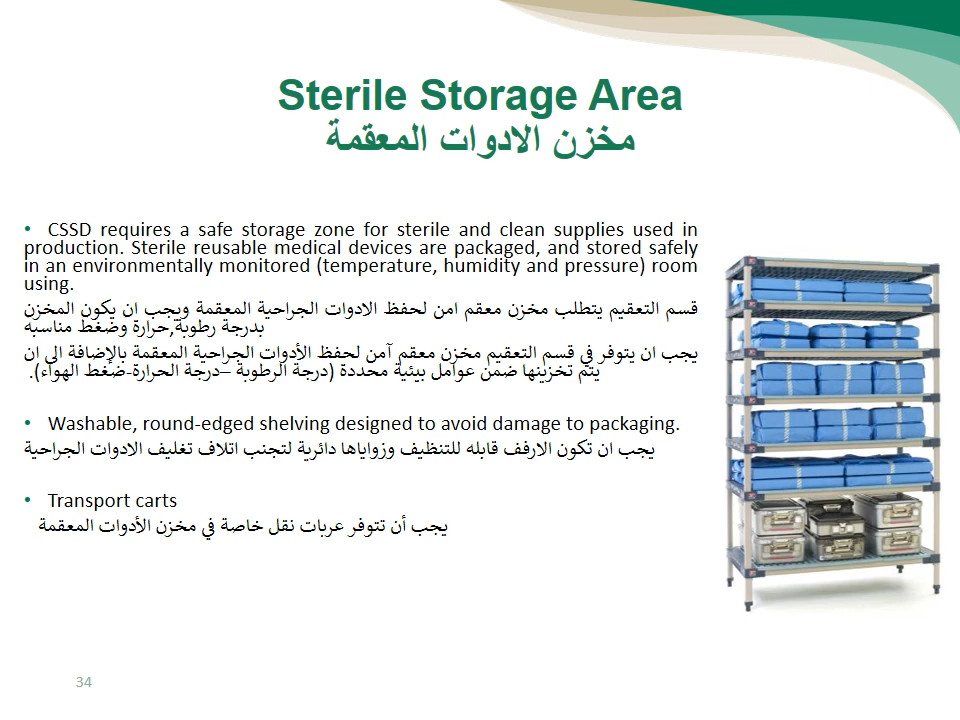 Sterile Storage Area
مخزن الادوات المعقمة
• CSSD requires a safe storage zone for sterile and clean supplies used in
production. Sterile reusable medical devices are packaged, and stored safely
in an environmentally monitored (temperature, humidity and pressure) room
using.
قسم التعقيم يتطلب مخزن معقم امن لحفظ الادوات الجراحية المعقمة ويجب ان يكون المخزن
بدرجة رطوبة,حرارة وضغط مناسبه
يجب ان يتوفر في قسم التعقيم مخزن معقم آمن لحفظ الأدوات الجراحية المعقمة بالإضافة الى ان
يتم تخزينها ضمن عوامل بيئية محددة (درجة الرطوبة –درجة الحرارة-ضغط الهواء).
• Washable, round-edged shelving designed to avoid damage to packaging.
يجب ان تكون الارفف قابله للتنظيف وزواياها دائرية لتجنب اتلاف تغليف الادوات الجراحية
• Transport carts
يجب أن تتوفر عربات نقل خاصة في مخزن الأدوات المعقمة
34